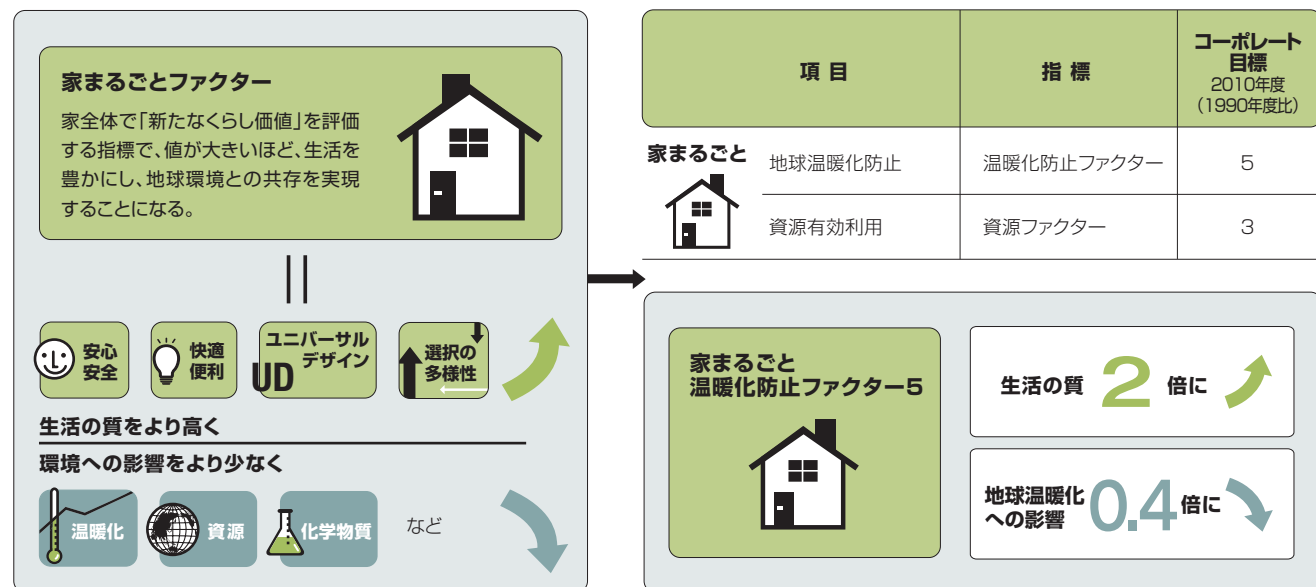 家まるごとファクター
家全体で「新たなくらし価値」を評価
する指標で、値が大きいほど、生活を
豊かにし、地球環境との共存を実現
することになる。
安心
安全
快適
便利
ユニバーサル
デザイン
UD
選択の
多様性
生活の質をより高く
環境への影響をより少なく
温暖化
資源
化学物質
など
項目
指標
コーポレート
目標
2010年度
(1990年度比)
家まるごと
地球温暖化防止
温暖化防止ファクター
5
資源有効利用
資源ファクター
3
家まるごと
温暖化防止ファクター5
生活の質 2 倍に
地球温暖化
への影響 0.4 倍に